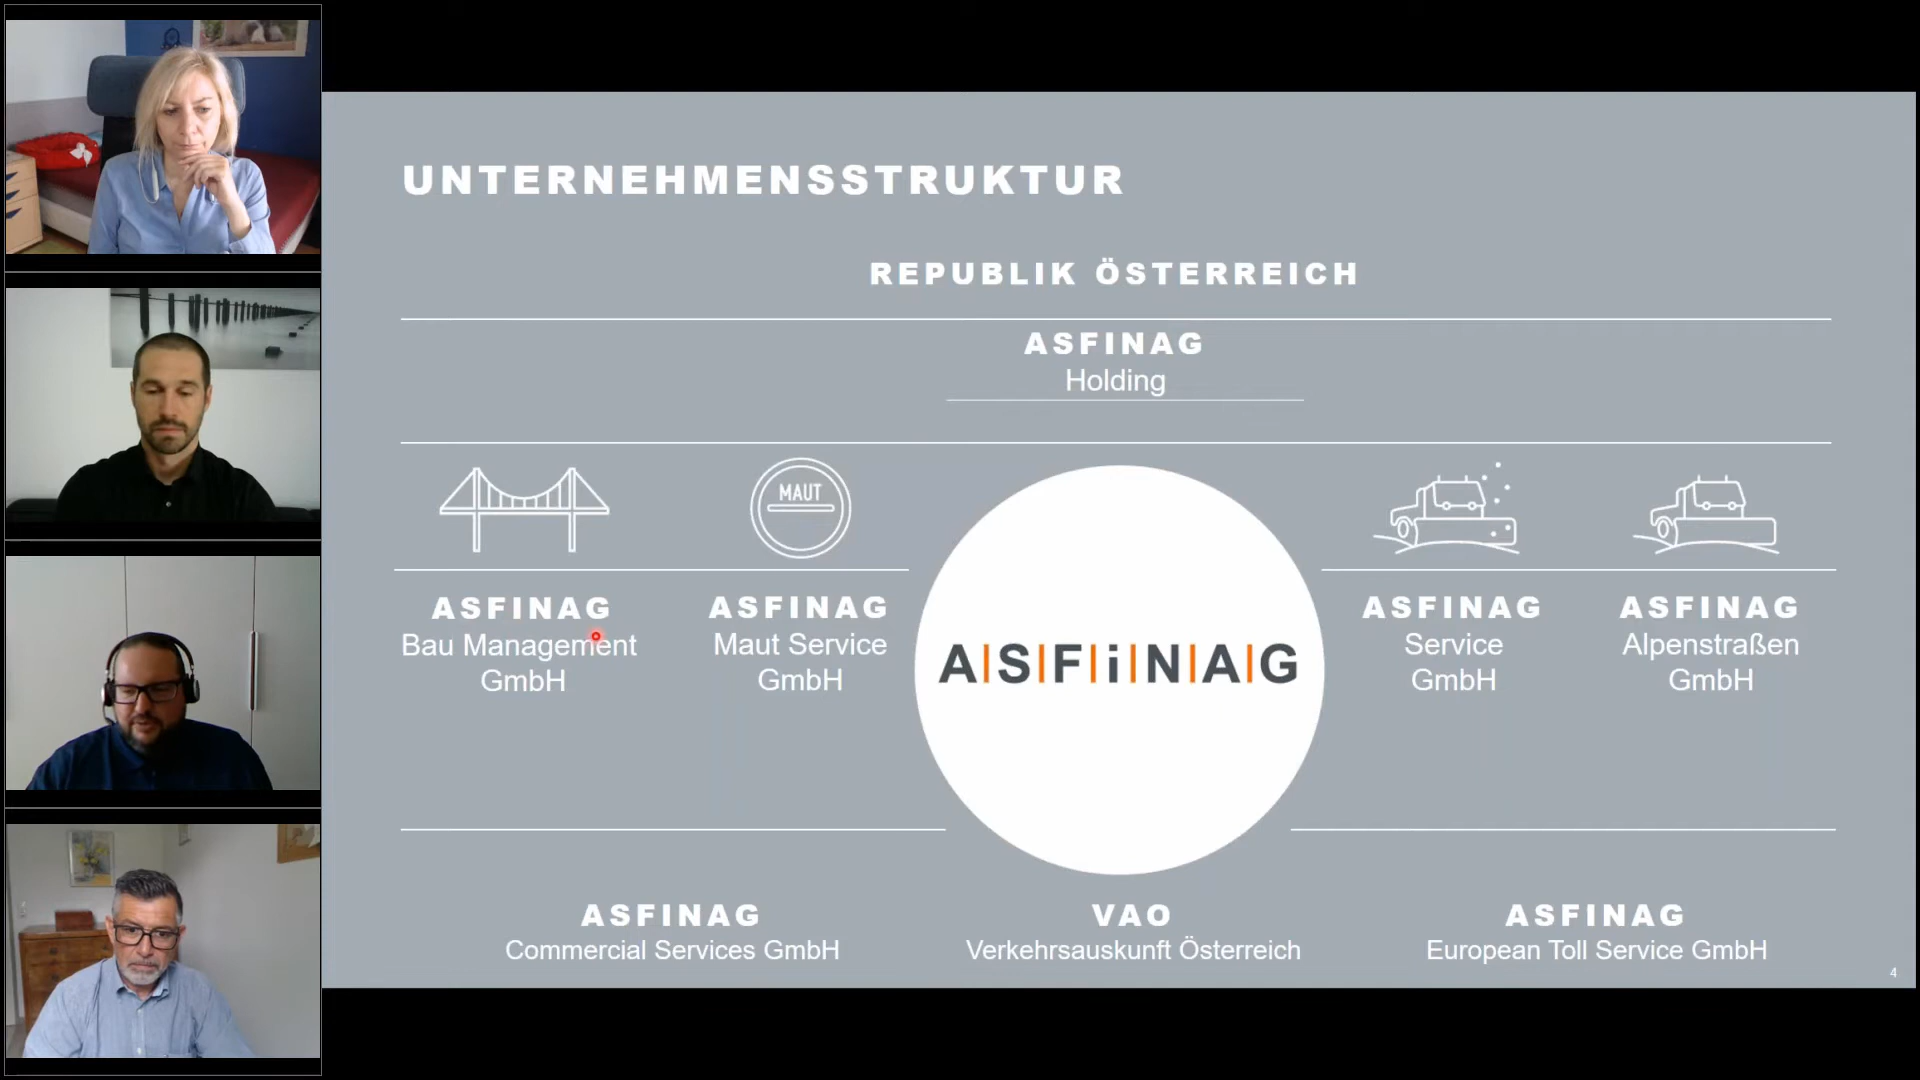 UNTERNEHMENSSTRUKTUR
REPUBLIK ÖSTERREICH
ASFINAG
Holding
MAUT
ASFINAG
Bau Management
GmbH
ASFINAG
Maut Service
GmbH
A|S|F|i|N|A|G
ASFINAG
Service
GmbH
ASFINAG
Alpenstraßen
GmbH
ASFINAG
Commercial Services GmbH
VAO
Verkehrsauskunft Österreich
ASFINAG
European Toll Service GmbH
4